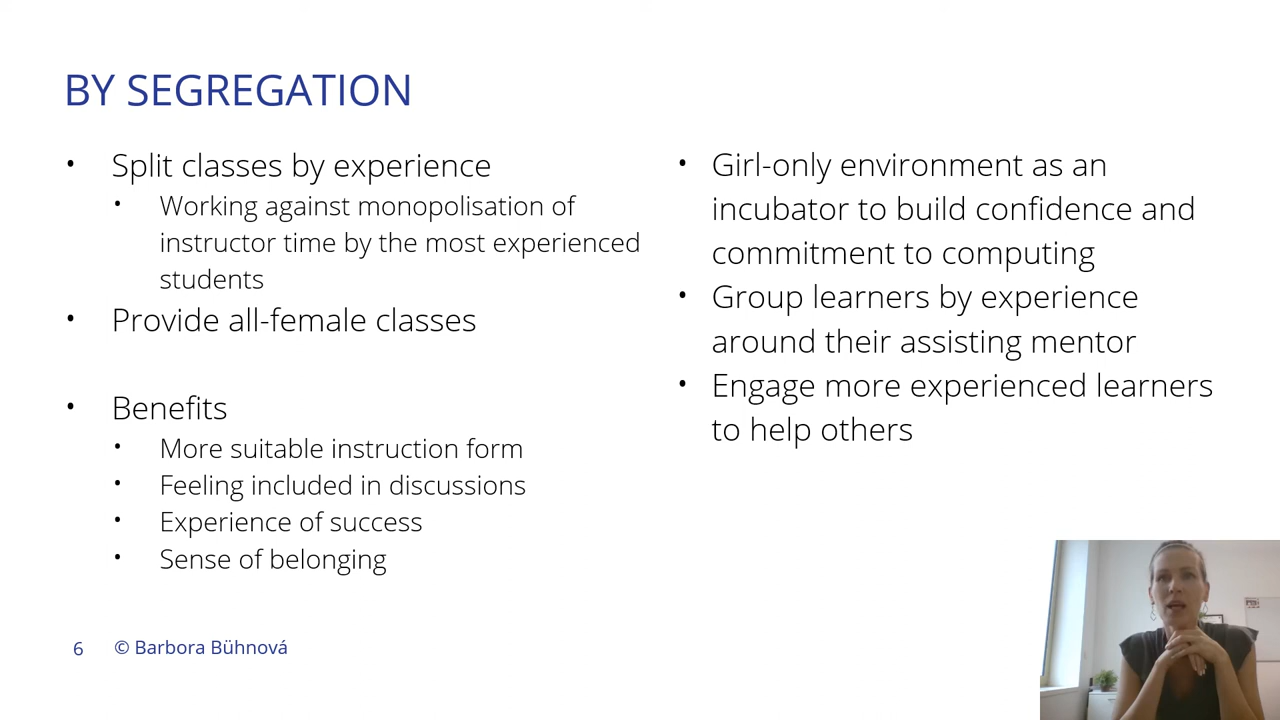 BY SEGREGATION
• Split classes by experience
• Working against monopolisation of
instructor time by the most experienced
students
• Provide all-female classes
• Benefits
• More suitable instruction form
• Feeling included in discussions
• Experience of success
• Sense of belonging
• Girl-only environment as an
incubator to build confidence and
commitment to computing
• Group learners by experience
around their assisting mentor
• Engage more experienced learners
to help others
6 © Barbora Bühnová